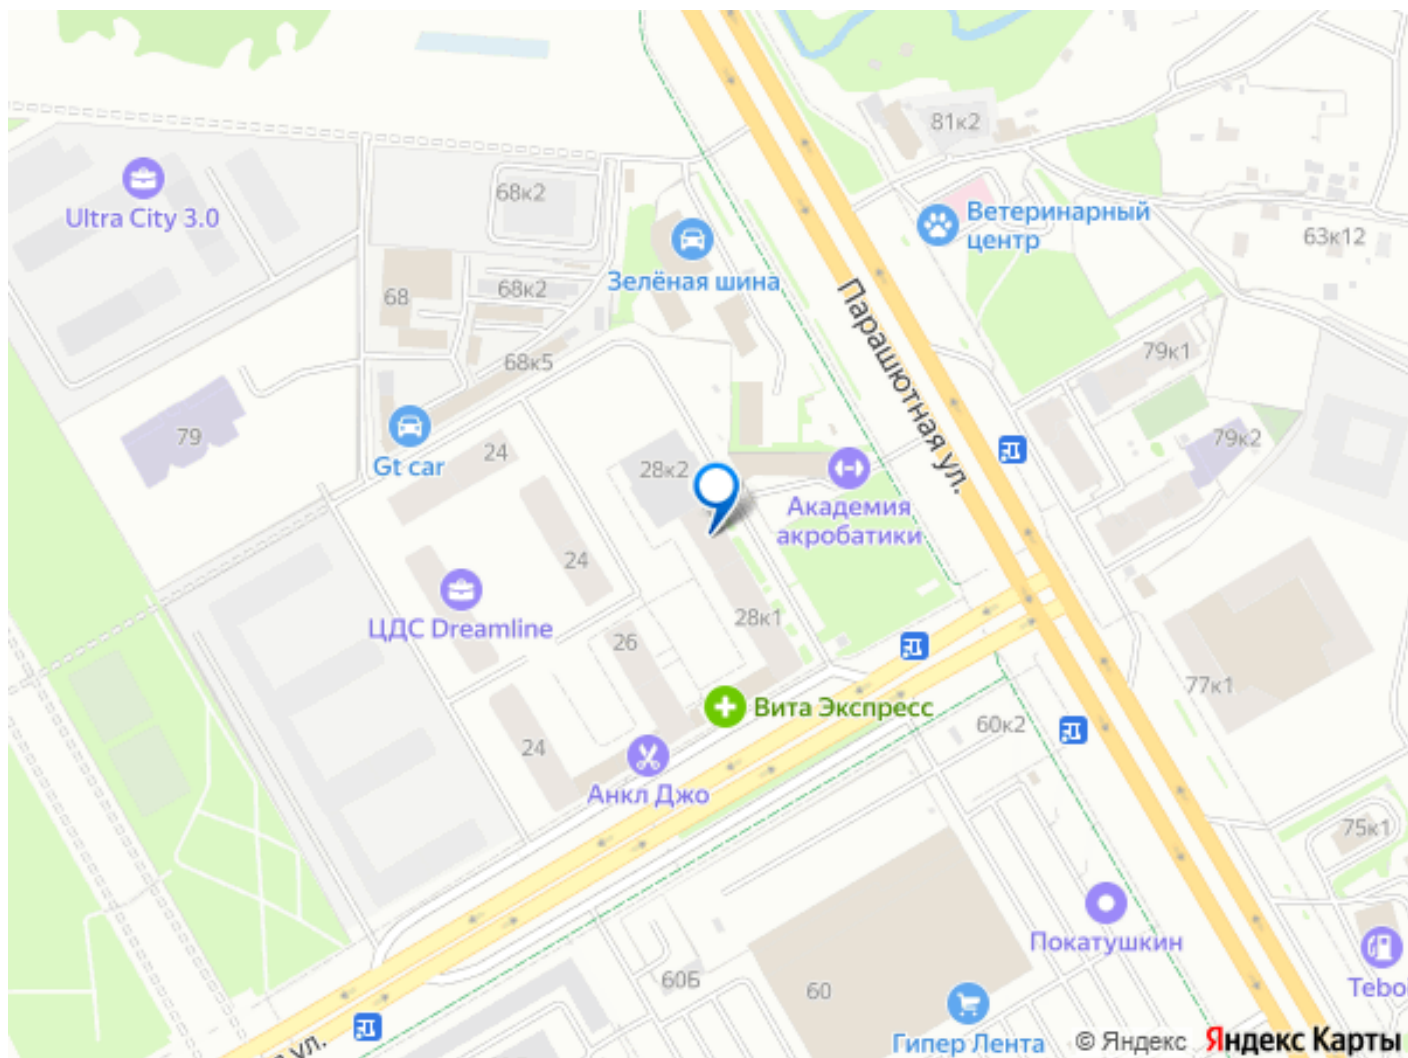 81к2
Ultra City 3.0
68к2
Ветеринарный
центр
63к12
Зелёная шина
68
68к2
Парашютная ул.
79к1
68к5
79
Gt car
24
28к2
79к2
Академия
акробатики
24
ЦДС Dreamline
28к1
26
77к1
Вита Экспресс
60к2
24
Анкл Джо
75к1
Покатушкин
60Б
60
Гипер Лента
ул.
© Яндекс
Яндекс Карты